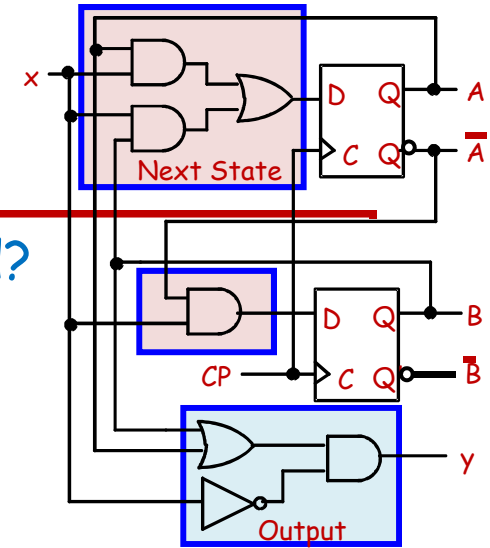 x
D Q A
C Q A
Next State
!?
D Q B
CP C Q B
y
Output